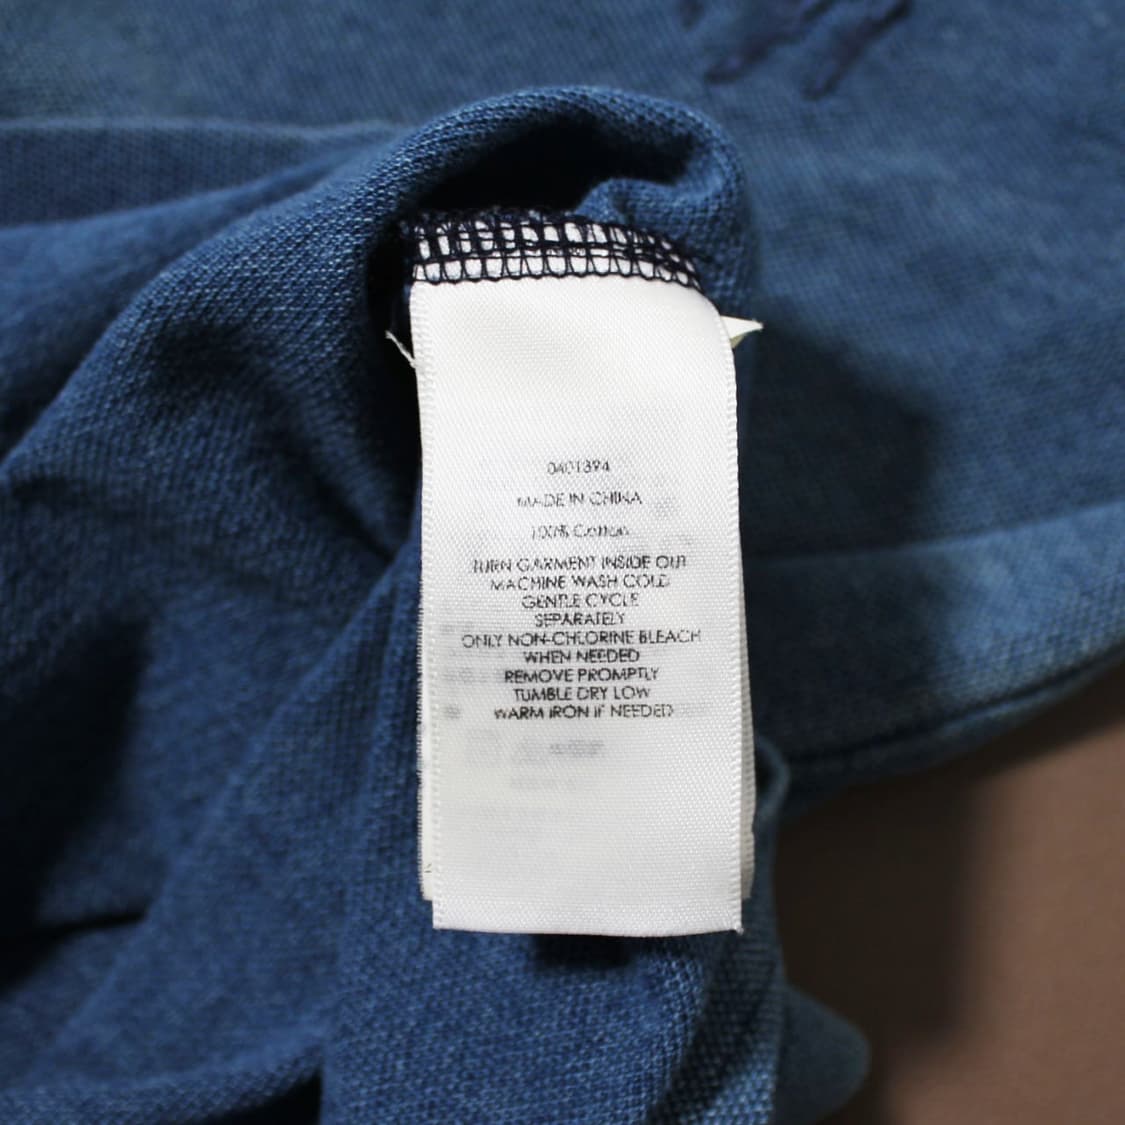 0401394
MADE IN CHINA
100% Cotton
TURN GARMENT INSIDE OUT
MACHINE WASH COLD
GENTLE CYCLE
SEPARATELY
ONLY NON-CHLORINE BLEACH
WHEN NEEDED
REMOVE PROMPTLY
TUMBLE DRY LOW
WARM IRON IF NEEDED